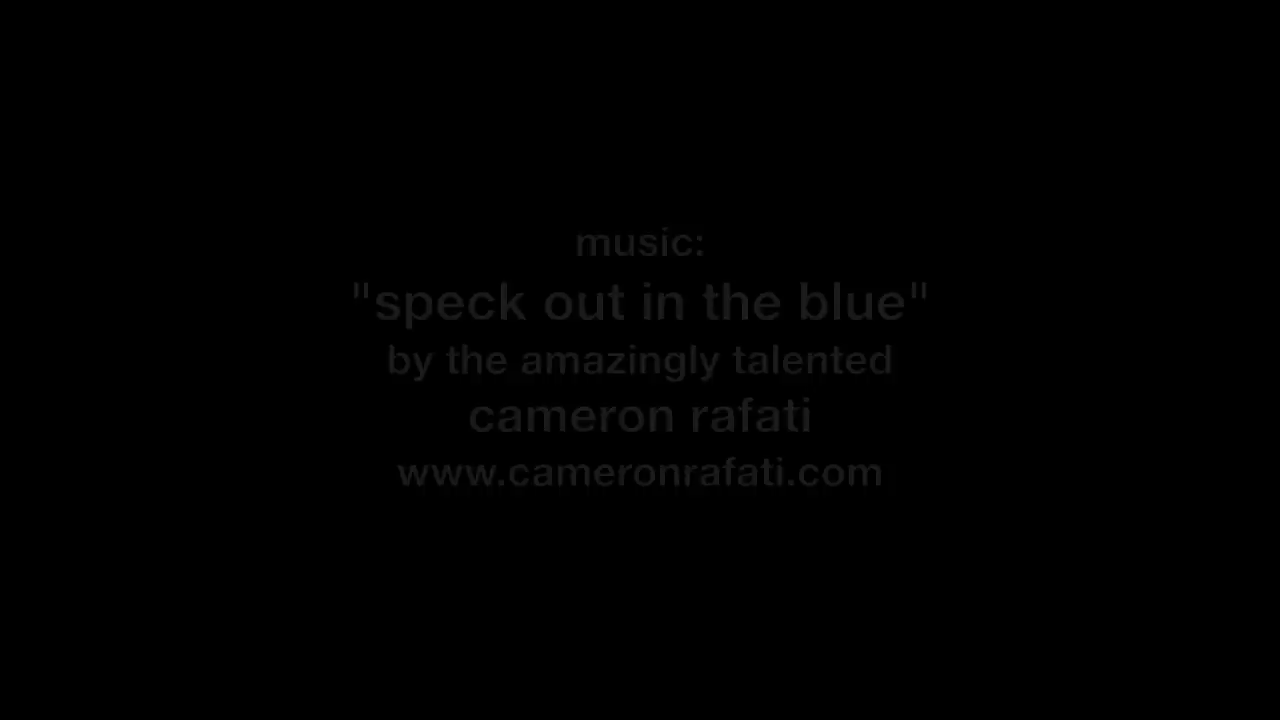 music:
"speck out in the blue"
by the amazingly talented
cameron rafati
www.cameronrafati.com